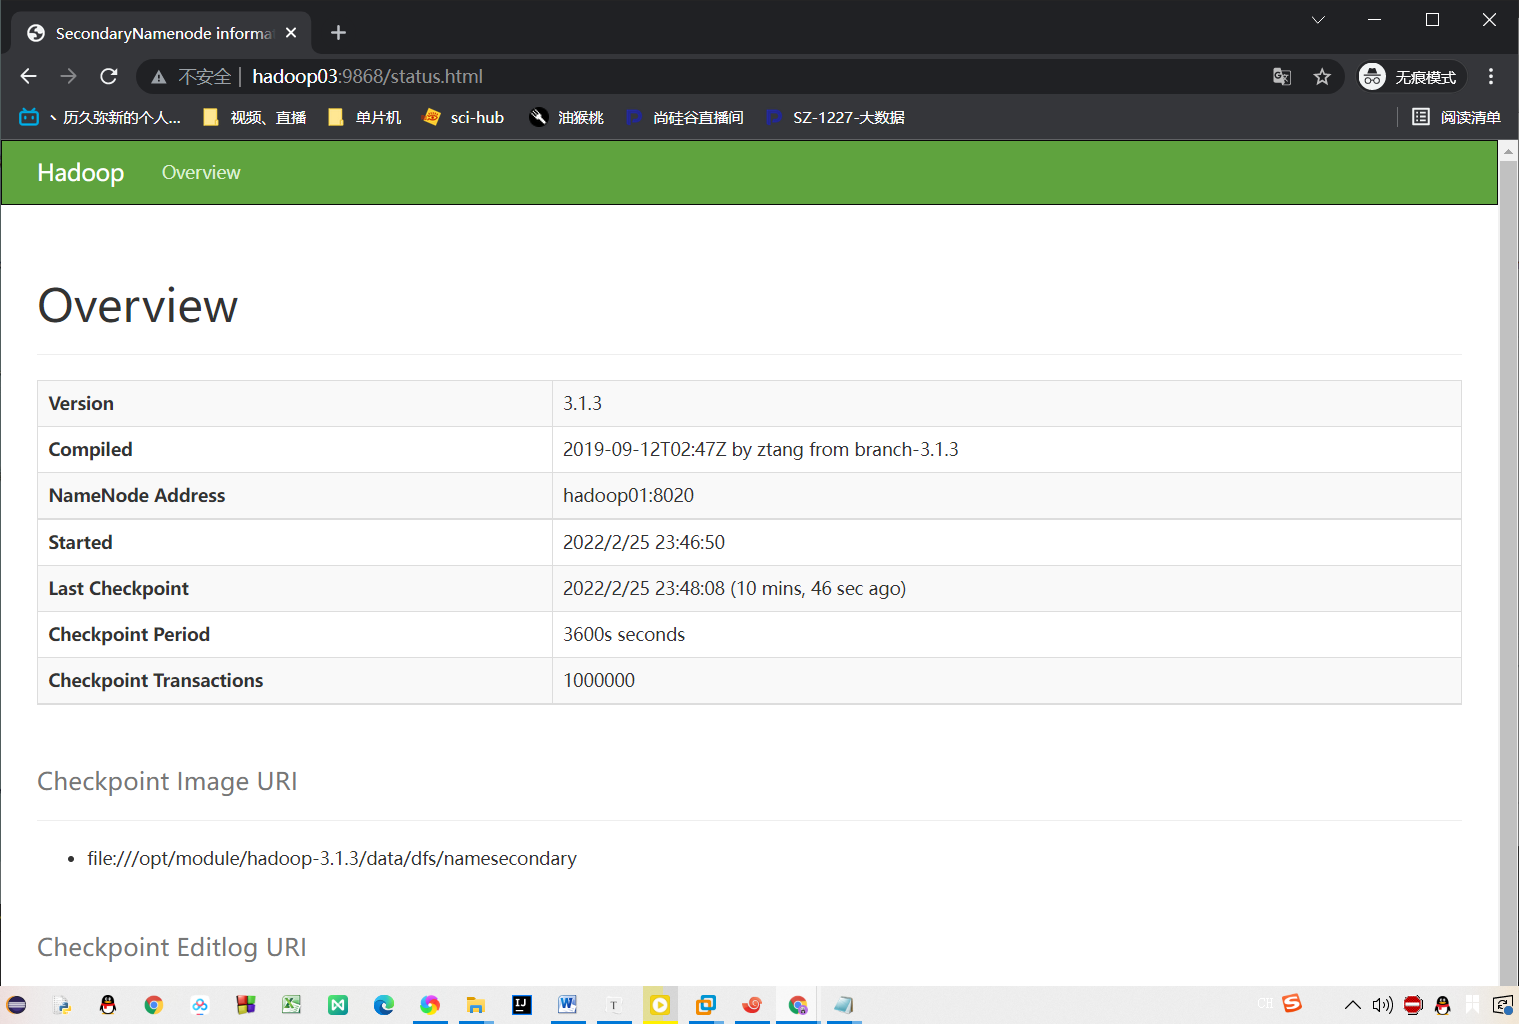 SecondaryNamenode informa
不安全 | hadoop03:9868/status.html
无痕模式
、历久弥新的个人...
视频、直播
单片机
sci-hub
油猴桃
尚硅谷直播间
SZ-1227-大数据
阅读清单
Hadoop Overview
Overview
Version 3.1.3
Compiled 2019-09-12T02:47Z by ztang from branch-3.1.3
NameNode Address hadoop01:8020
Started 2022/2/25 23:46:50
Last Checkpoint 2022/2/25 23:48:08 (10 mins, 46 sec ago)
Checkpoint Period 3600s seconds
Checkpoint Transactions 1000000
Checkpoint Image URI
file:///opt/module/hadoop-3.1.3/data/dfs/namesecondary
Checkpoint Editlog URI